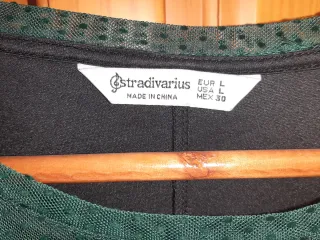 stradivarius
MADE IN CHINA
EUR L
USA L
MEX 30